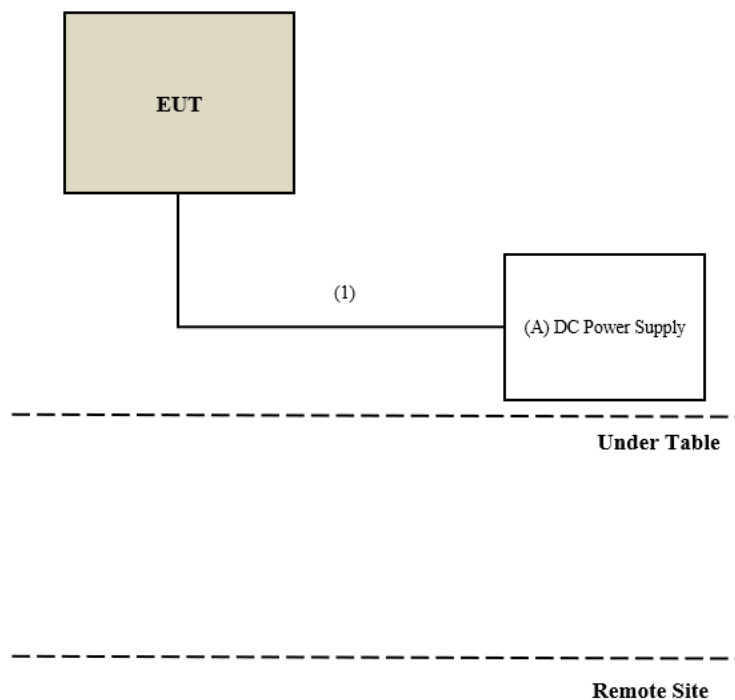 EUT
(1)
(A) DC Power Supply
Under Table
Remote Site